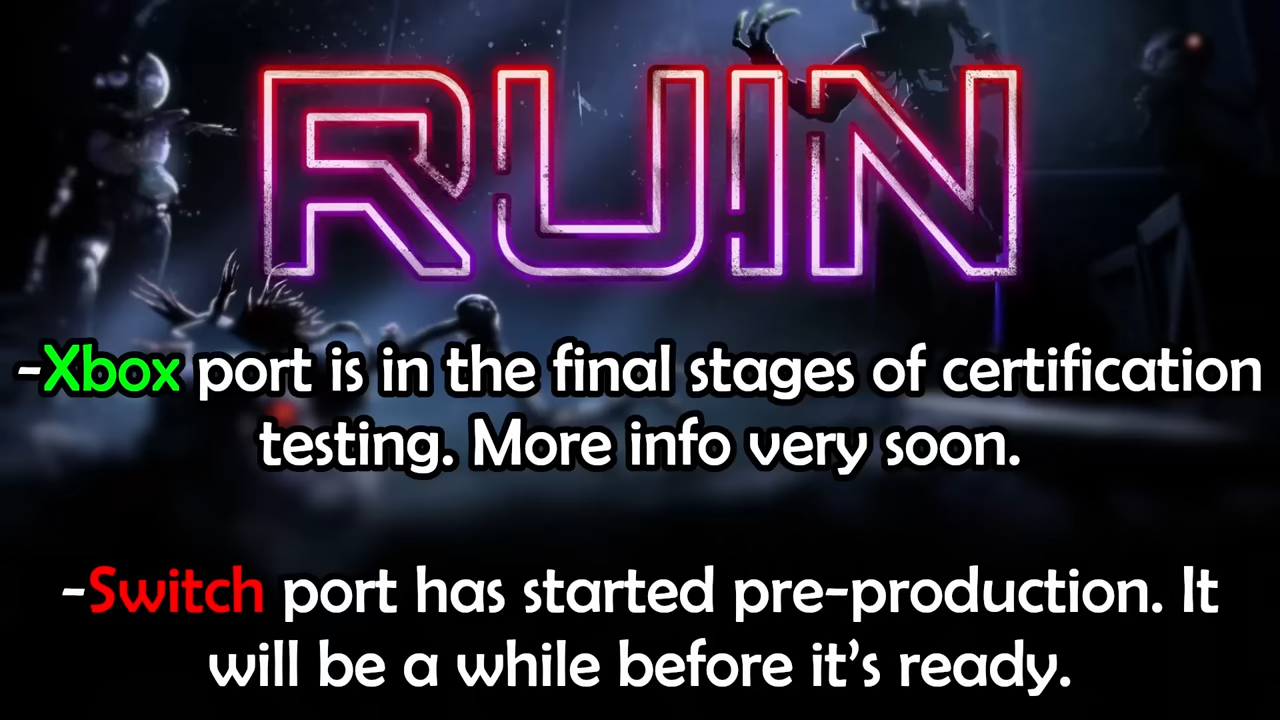 RUIN
-Xbox port is in the final stages of certification
testing. More info very soon.
-Switch port has started pre-production. It
will be a while before it’s ready.